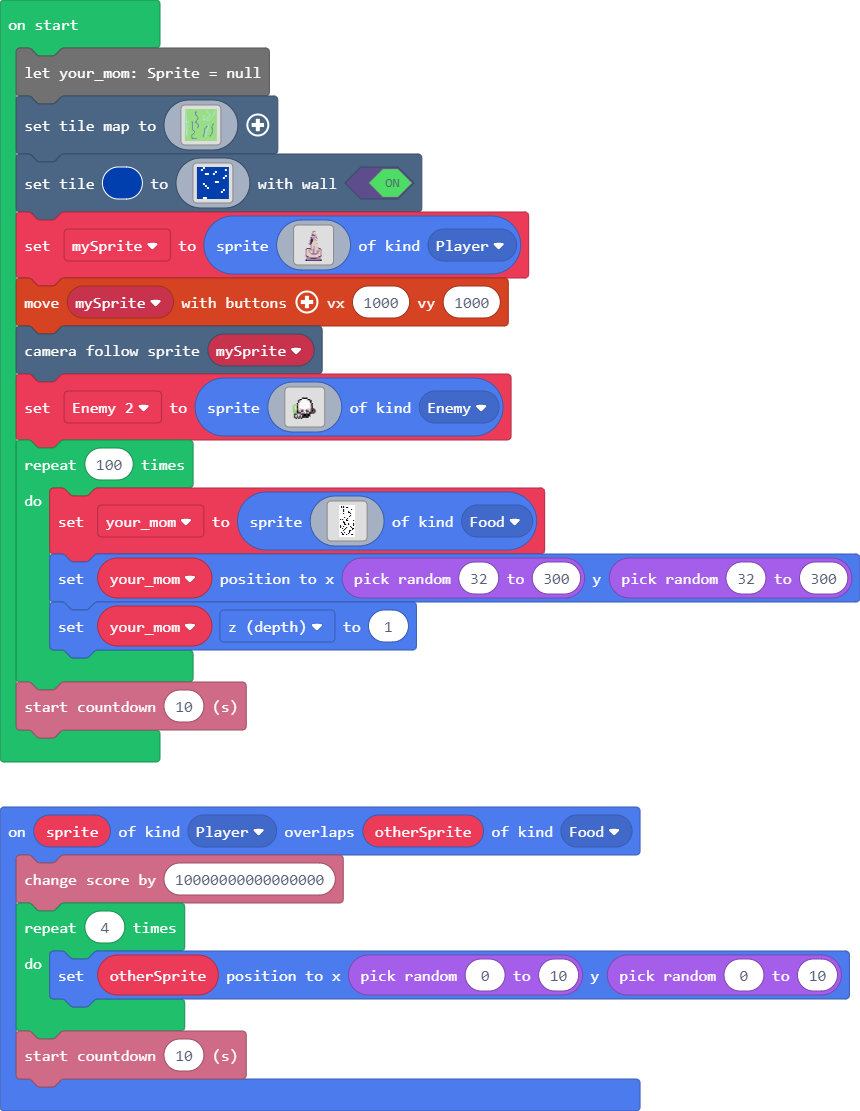 on start
let your_mom: Sprite = null
set tile map to
set tile to with wall ON
set mySprite to sprite of kind Player
move mySprite with buttons vx 1000 vy 1000
camera follow sprite mySprite
set Enemy 2 to sprite of kind Enemy
repeat 100 times
do
set your_mom to sprite of kind Food
set your_mom position to x pick random 32 to 300 y pick random 32 to 300
set your_mom z (depth) to 1
start countdown 10 (s)
on sprite of kind Player overlaps otherSprite of kind Food
change score by 10000000000000000
repeat 4 times
do
set otherSprite position to x pick random 0 to 10 y pick random 0 to 10
start countdown 10 (s)